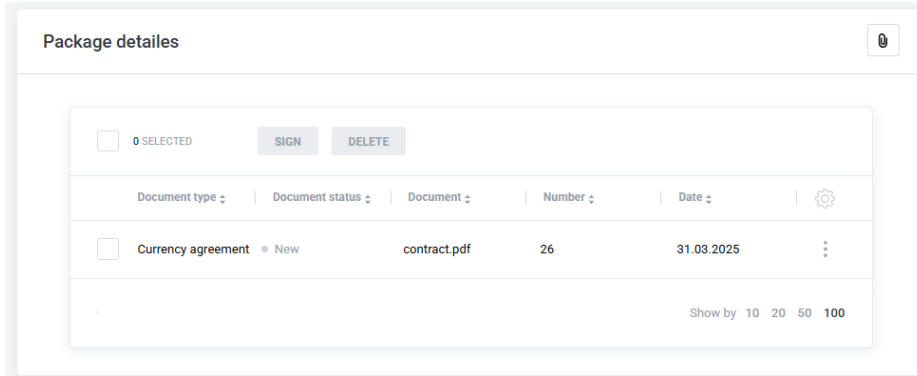 Package detailes
0 SELECTED SIGN DELETE
Document type Document status Document Number Date
Currency agreement New contract.pdf 26 31.03.2025
Show by 10 20 50 100